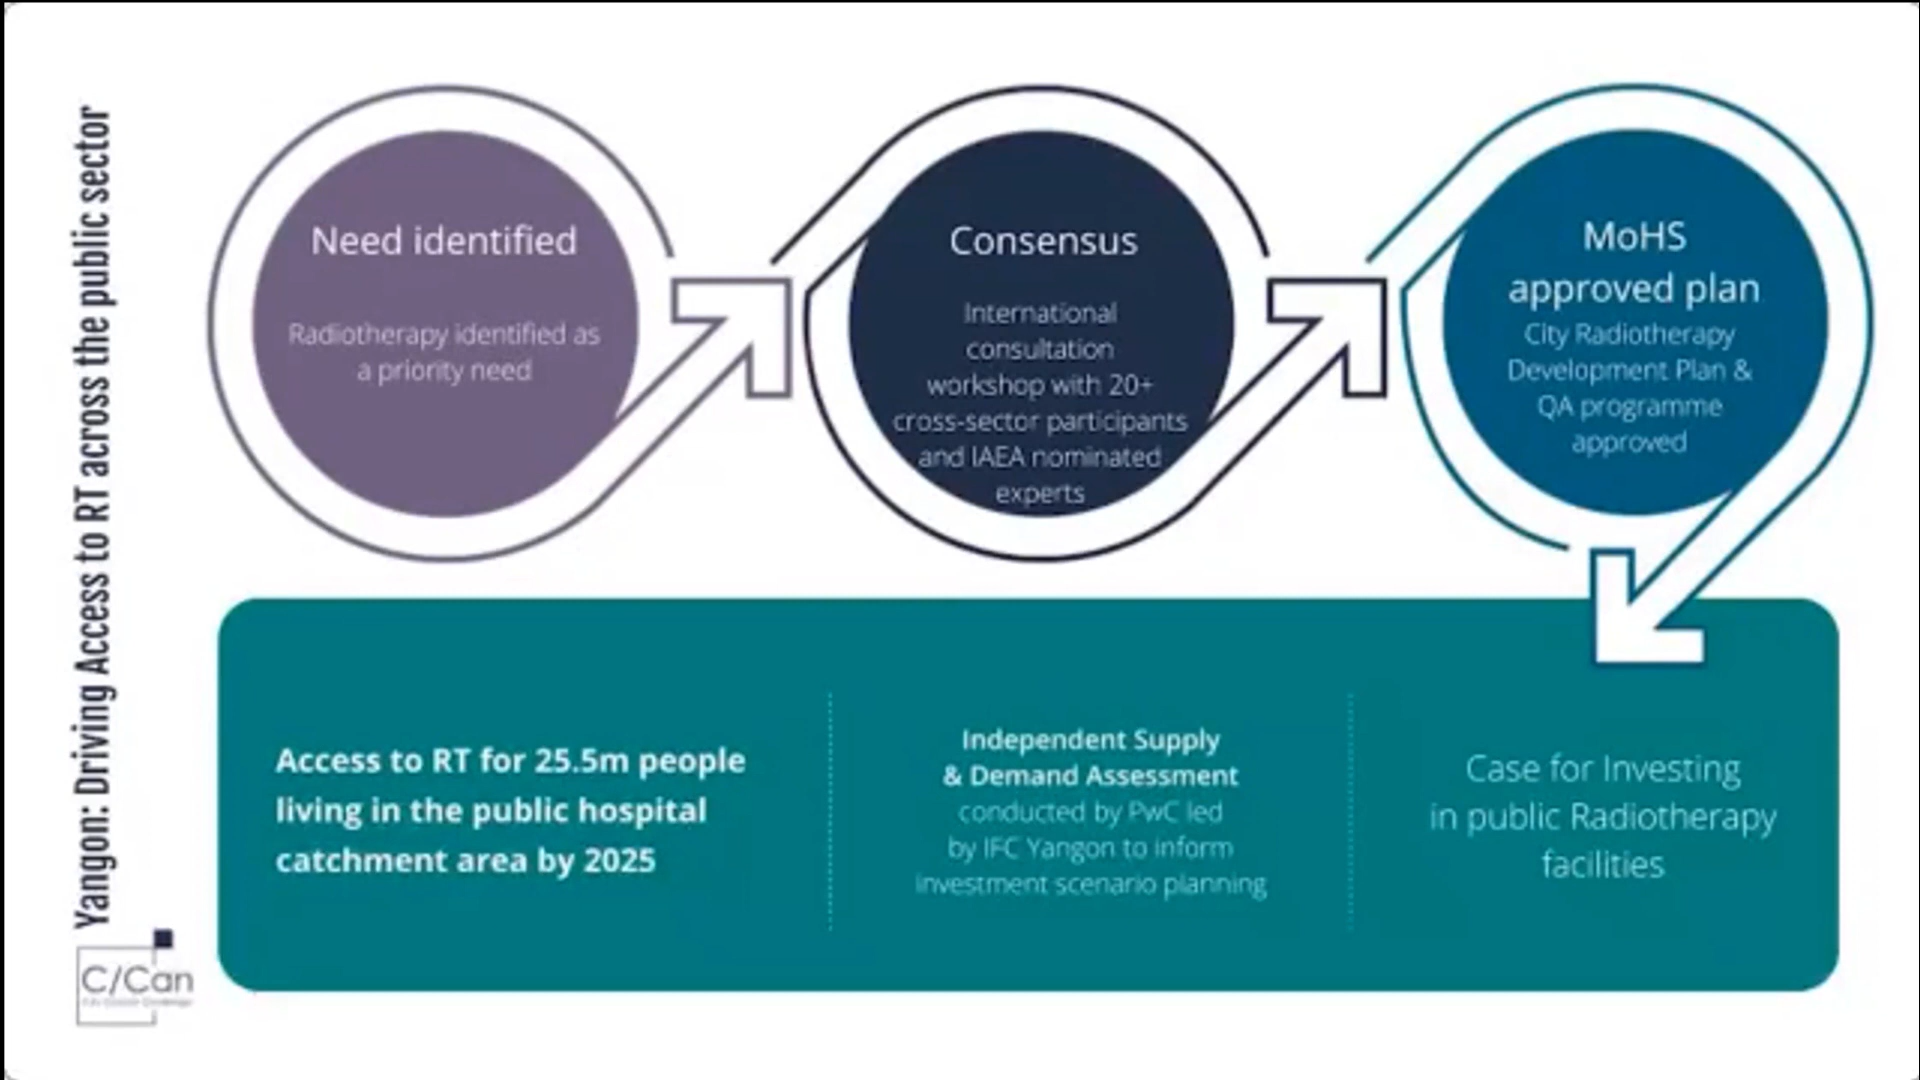 Yangon: Driving Access to RT across the public sector
Need identified
Radiotherapy identified as
a priority need
Consensus
International
consultation
workshop with 20+
cross-sector participants
and IAEA nominated
experts
MoHS
approved plan
City Radiotherapy
Development Plan &
QA programme
approved
Access to RT for 25.5m people
living in the public hospital
catchment area by 2025
Independent Supply
& Demand Assessment
conducted by PwC led
by IFC Yangon to inform
investment scenario planning
Case for Investing
in public Radiotherapy
facilities
C/Can